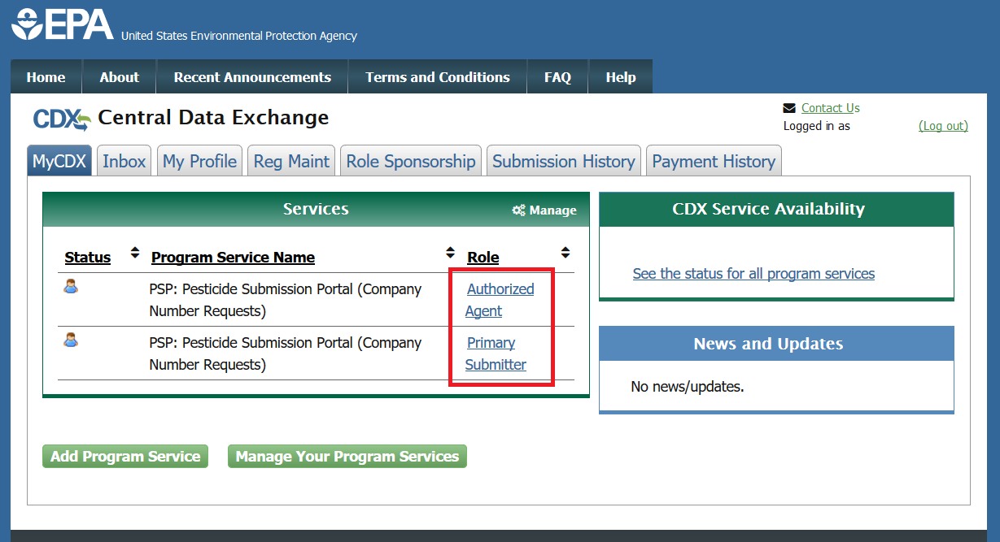 EPA United States Environmental Protection Agency
Home About Recent Announcements Terms and Conditions FAQ Help
CDX Central Data Exchange
Contact Us
Logged in as (Log out)
MyCDX Inbox My Profile Reg Maint Role Sponsorship Submission History Payment History
Services Manage
Status Program Service Name Role
PSP: Pesticide Submission Portal (Company Authorized
Number Requests) Agent
PSP: Pesticide Submission Portal (Company Primary
Number Requests) Submitter
CDX Service Availability
See the status for all program services
News and Updates
No news/updates.
Add Program Service Manage Your Program Services